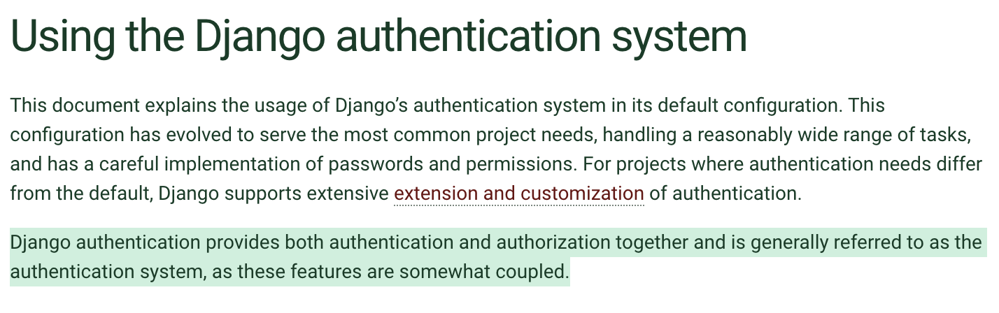 Using the Django authentication system
This document explains the usage of Django’s authentication system in its default configuration. This
configuration has evolved to serve the most common project needs, handling a reasonably wide range of tasks,
and has a careful implementation of passwords and permissions. For projects where authentication needs differ
from the default, Django supports extensive extension and customization of authentication.
Django authentication provides both authentication and authorization together and is generally referred to as the
authentication system, as these features are somewhat coupled.